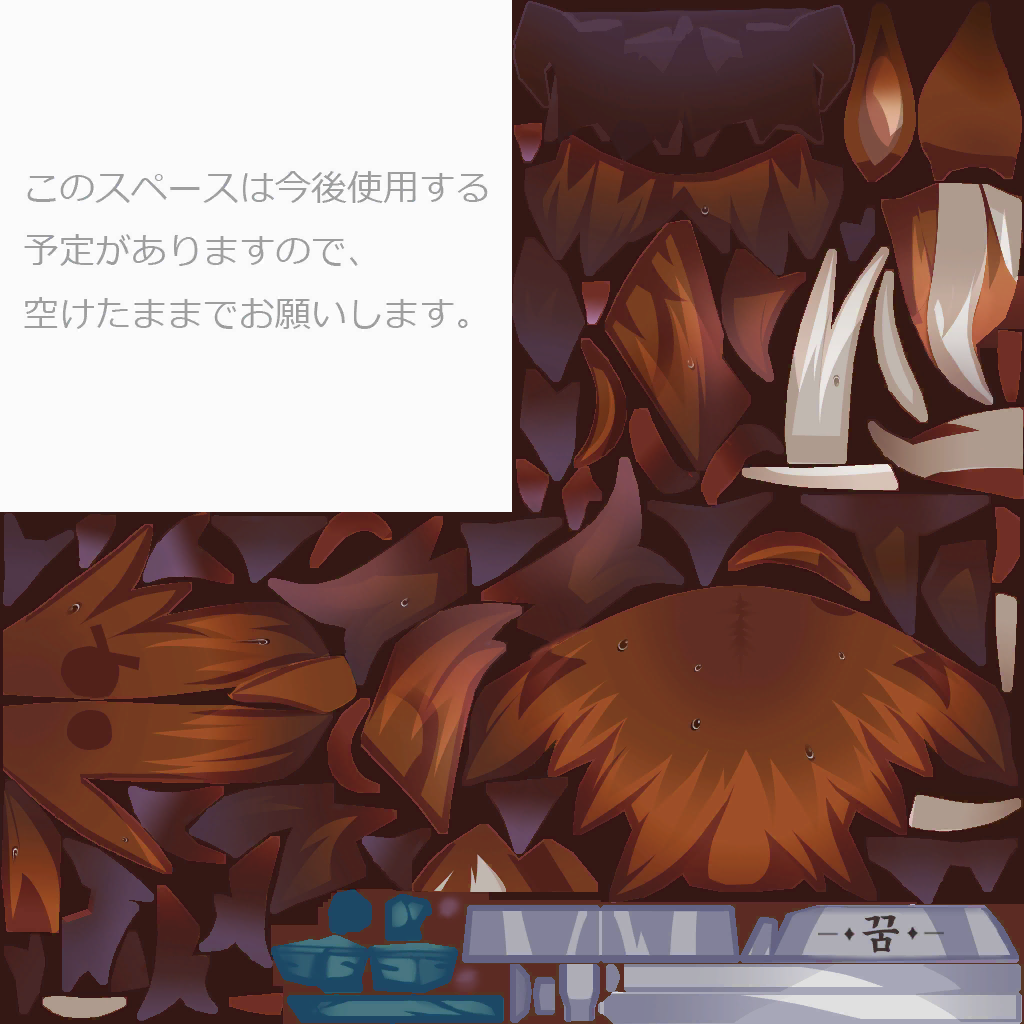 このスペースは今後使用する
予定がありますので、
空けたままでお願いします。
꿈